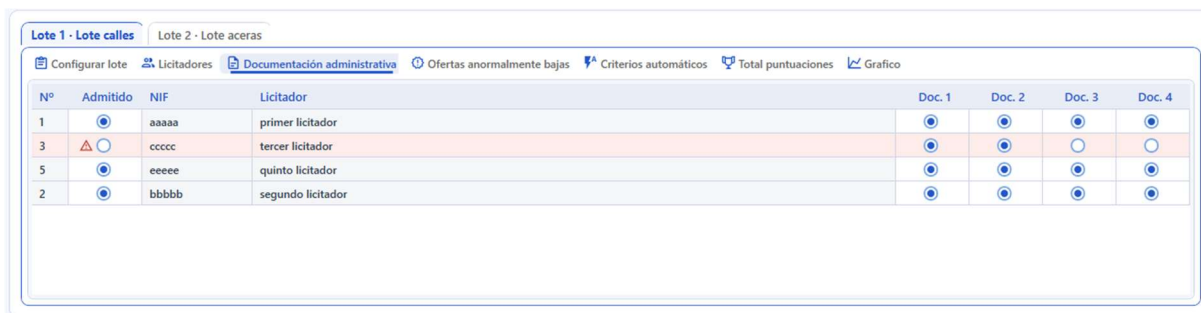 Lote 1 · Lote calles Lote 2 · Lote aceras
Configurar lote Licitadores Documentación administrativa Ofertas anormalmente bajas Criterios automáticos Total puntuaciones Grafico
Nº Admitido NIF Licitador Doc. 1 Doc. 2 Doc. 3 Doc. 4
1 aaaaa primer licitador
3 ccccc tercer licitador
5 eeeee quinto licitador
2 bbbbb segundo licitador